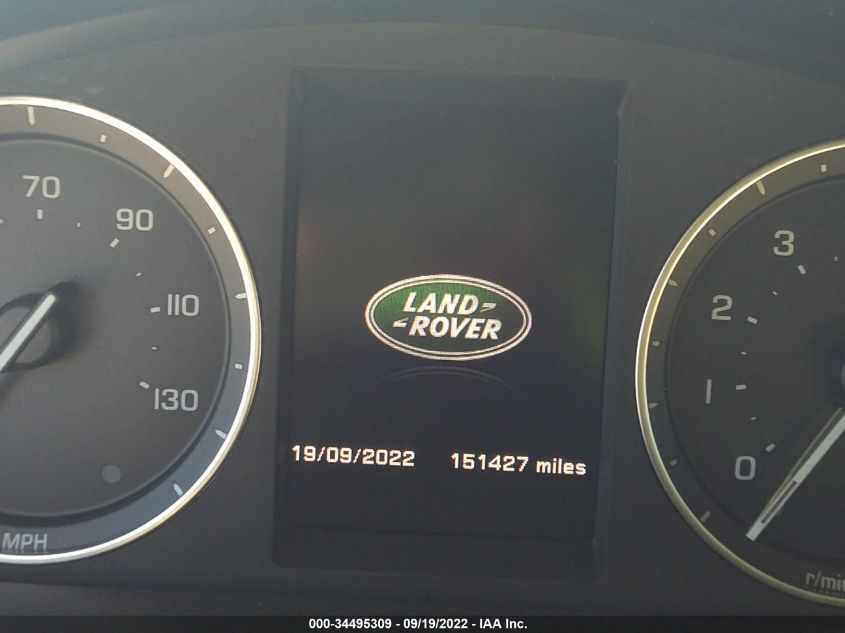 70
90
110
130
MPH
LAND
ROVER
19/09/2022 151427 miles
3
2
1
0
r/min
000-34495309 - 09/19/2022 - IAA Inc.